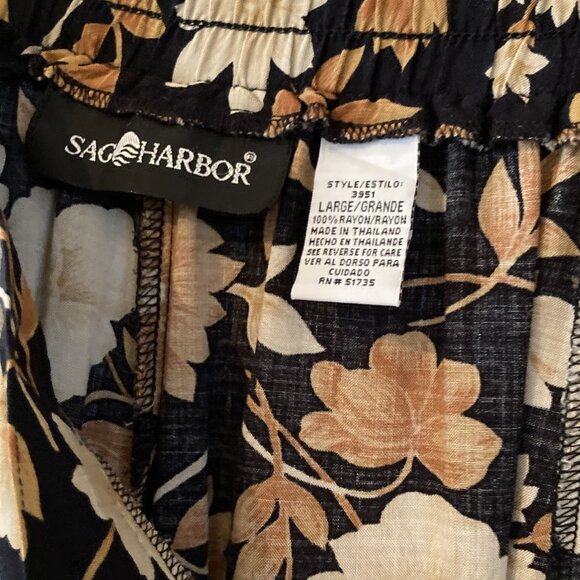 SAG HARBOR®
STYLE/ESTILO:
3951
LARGE/GRANDE
100% RAYON/RAYON
MADE IN THAILAND
HECHO EN THAILANDE
SEE REVERSE FOR CARE
VER AL DORSO PARA
CUIDADO
RN# 51735